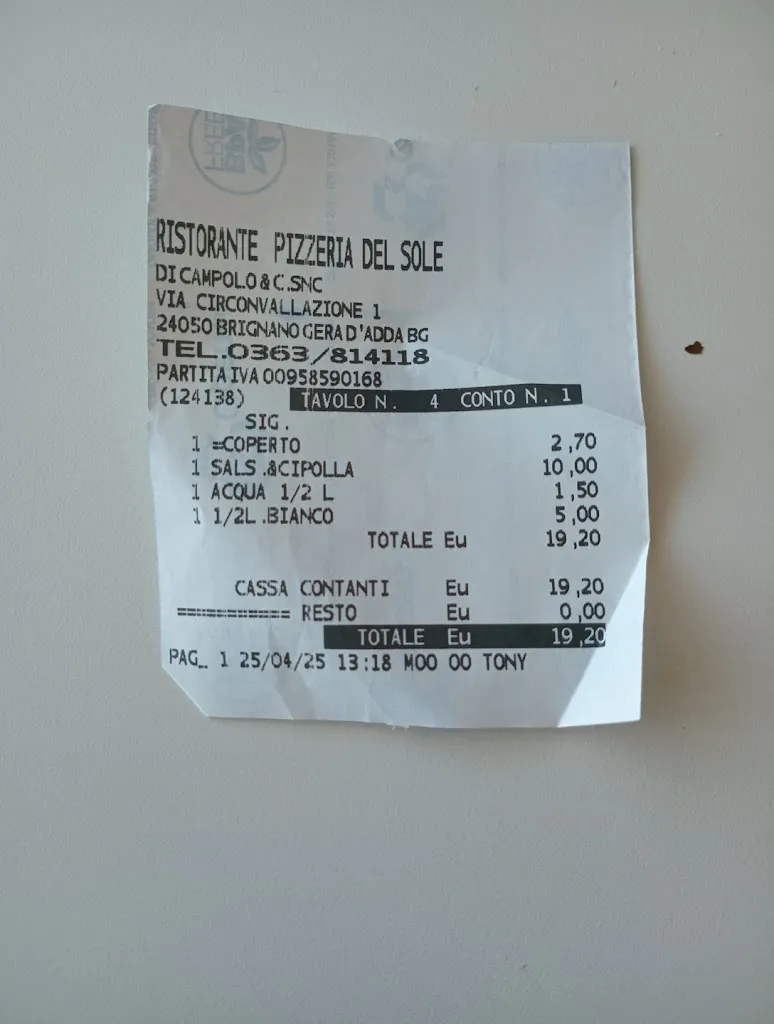 RISTORANTE PIZZERIA DEL SOLE
DI CAMPOLO & C.SNC
VIA CIRCONVALLAZIONE 1
24050 BRIGNANO GERA D'ADDA BG
TEL.0363/814118
PARTITA IVA 00958590168
(124138) TAVOLO N. 4 CONTO N. 1
SIG.
1 =COPERTO 2,70
1 SALS.&CIPOLLA 10,00
1 ACQUA 1/2 L 1,50
1 1/2L.BIANCO 5,00
TOTALE Eu 19,20
CASSA CONTANTI Eu 19,20
=========== RESTO Eu 0,00
TOTALE Eu 19,20
PAG_ 1 25/04/25 13:18 M00 00 TONY